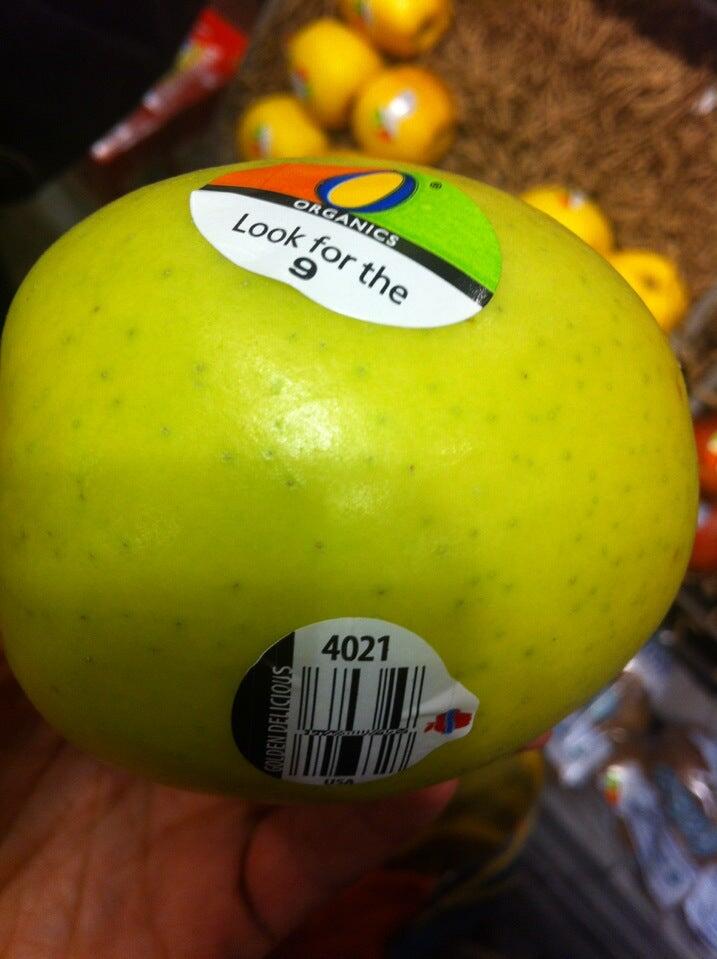 ORGANICS
Look for the
9
4021
GOLDEN DELICIOUS
USA